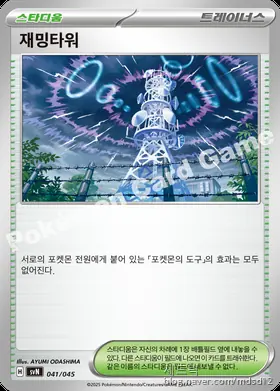 스타디움
트레이너스
재밍타워
Pokémon Card Game
서로의 포켓몬 전원에게 붙어 있는 「포켓몬의 도구」의 효과는 모두
없어진다.
Illus. AYUMI ODASHIMA
H svN 041/045
스타디움은 자신의 차례에 1장 배틀필드 옆에 내놓을 수
있다. 다른 스타디움이 필드에 나오면 이 카드를 트래쉬한다.
같은 이름의 스타디움은 필드에 내놓을 수 없다.
©2025 Pokémon/Nintendo/Creatures/GAME FREAK